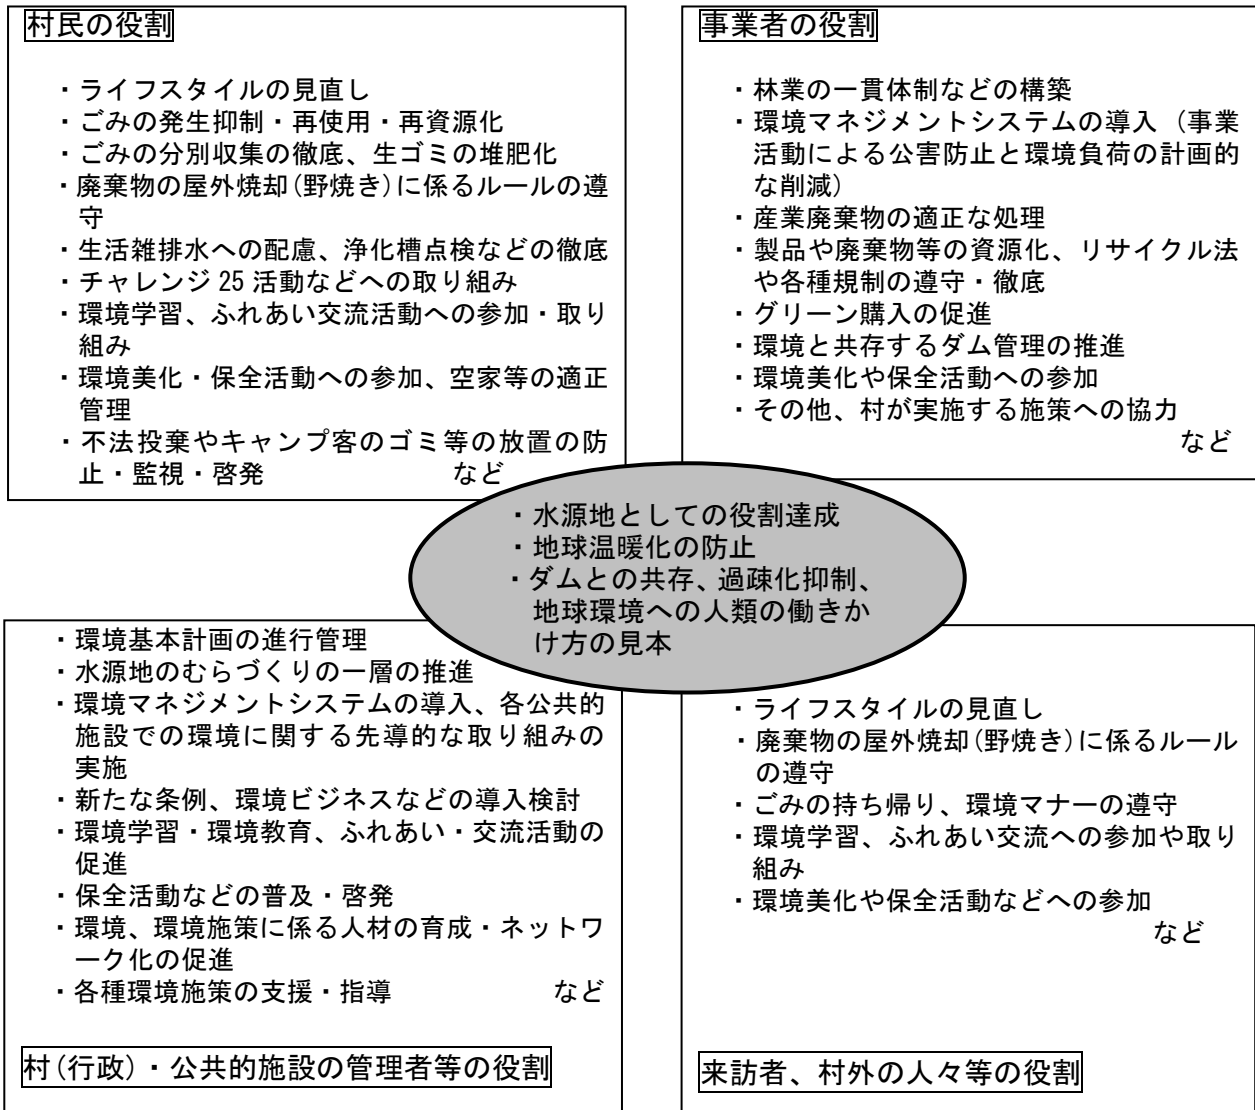 村民の役割
・ライフスタイルの見直し
・ごみの発生抑制・再使用・再資源化
・ごみの分別収集の徹底、生ゴミの堆肥化
・廃棄物の屋外焼却(野焼き)に係るルールの遵
守
・生活雑排水への配慮、浄化槽点検などの徹底
・チャレンジ25活動などへの取り組み
・環境学習、ふれあい交流活動への参加・取り
組み
・環境美化・保全活動への参加、空家等の適正
管理
・不法投棄やキャンプ客のゴミ等の放置の防
止・監視・啓発 など
事業者の役割
・林業の一貫体制などの構築
・環境マネジメントシステムの導入（事業
活動による公害防止と環境負荷の計画的
な削減）
・産業廃棄物の適正な処理
・製品や廃棄物等の資源化、リサイクル法
や各種規制の遵守・徹底
・グリーン購入の促進
・環境と共存するダム管理の推進
・環境美化や保全活動への参加
・その他、村が実施する施策への協力
など
・水源地としての役割達成
・地球温暖化の防止
・ダムとの共存、過疎化抑制、
地球環境への人類の働きか
け方の見本
・環境基本計画の進行管理
・水源地のむらづくりの一層の推進
・環境マネジメントシステムの導入、各公共的
施設での環境に関する先導的な取り組みの
実施
・新たな条例、環境ビジネスなどの導入検討
・環境学習・環境教育、ふれあい・交流活動の
促進
・保全活動などの普及・啓発
・環境、環境施策に係る人材の育成・ネットワ
ーク化の促進
・各種環境施策の支援・指導 など
村(行政)・公共的施設の管理者等の役割
・ライフスタイルの見直し
・廃棄物の屋外焼却(野焼き)に係るルール
の遵守
・ごみの持ち帰り、環境マナーの遵守
・環境学習、ふれあい交流への参加や取り
組み
・環境美化や保全活動などへの参加
など
来訪者、村外の人々等の役割